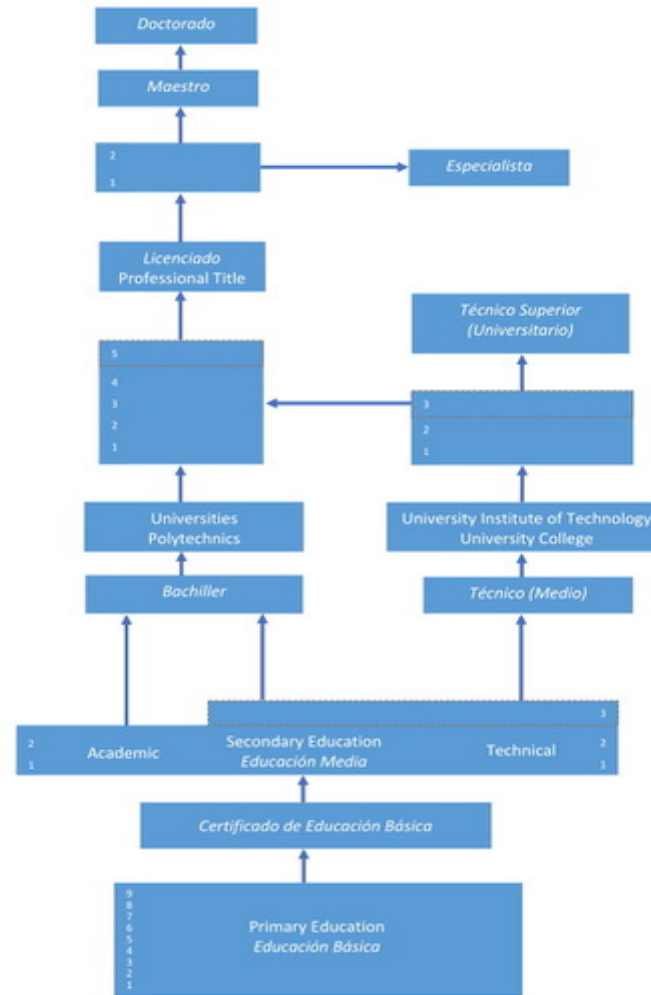 Doctorado
Maestro
2
1
Especialista
Licenciado
Professional Title
Técnico Superior
(Universitario)
5
4
3
2
1
3
2
1
Universities
Polytechnics
University Institute of Technology
University College
Bachiller
Técnico (Medio)
3
2
1
Academic
Secondary Education
Educación Media
Technical
2
1
Certificado de Educación Básica
9
8
7
6
5
4
3
2
1
Primary Education
Educación Básica